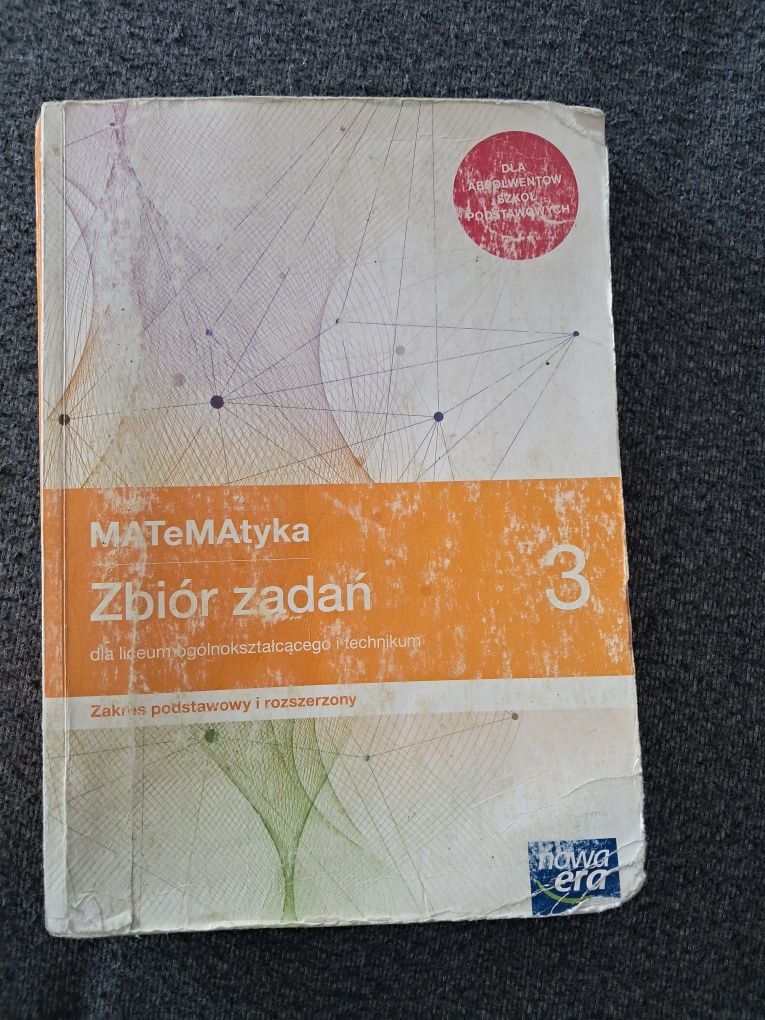 DLA
ABSOLWENTÓW
SZKÓŁ
PODSTAWOWYCH
MATeMAtyka
Zbiór zadań
3
dla liceum ogólnokształcącego i technikum
Zakres podstawowy i rozszerzony
nowa
era